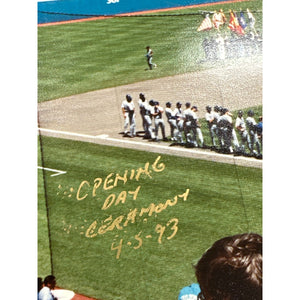 OPENING
DAY
CERAMONY
4-5-93